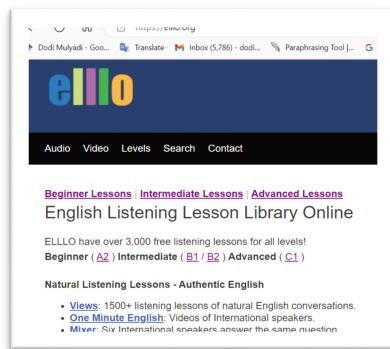 https://elllo.org
Dodi Mulyadi - Goo... Translate Inbox (5,786) - dodi... Paraphrasing Tool |... G
elllo
Audio Video Levels Search Contact
Beginner Lessons | Intermediate Lessons | Advanced Lessons
English Listening Lesson Library Online
ELLLO have over 3,000 free listening lessons for all levels!
Beginner ( A2 ) Intermediate ( B1 / B2 ) Advanced ( C1 )
Natural Listening Lessons - Authentic English
• Views: 1500+ listening lessons of natural English conversations.
• One Minute English: Videos of International speakers.
• Mixer: Six International speakers answer the same question